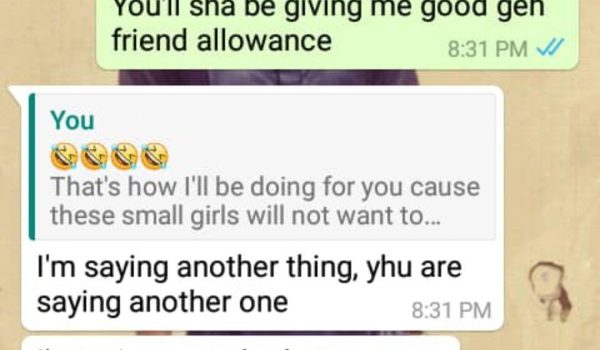 You'll sha be giving me good geh
friend allowance
8:31 PM
You
🤣🤣🤣🤣
That's how I'll be doing for you cause
these small girls will not want to...
I'm saying another thing, yhu are
saying another one
8:31 PM